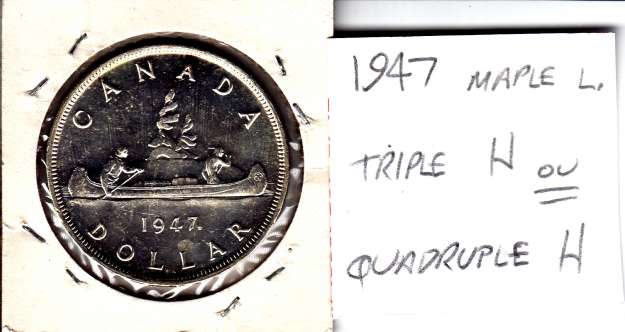 CANADA
1947
DOLLAR
1947 MAPLE L.
TRIPLE H OU
QUADRUPLE H